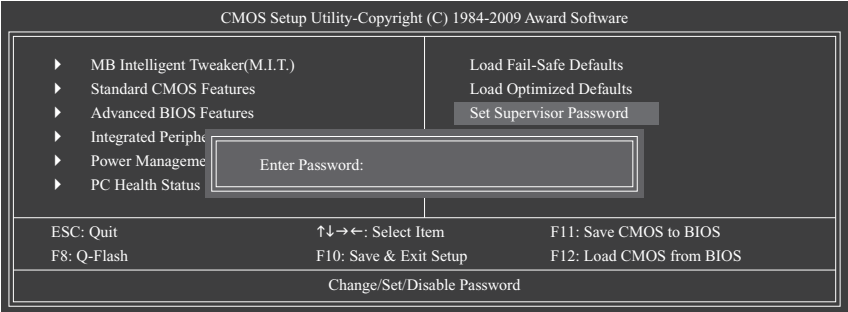 CMOS Setup Utility-Copyright (C) 1984-2009 Award Software
MB Intelligent Tweaker(M.I.T.)
Standard CMOS Features
Advanced BIOS Features
Integrated Periphe
Power Manageme
PC Health Status
Load Fail-Safe Defaults
Load Optimized Defaults
Set Supervisor Password
Enter Password:
ESC: Quit
↑↓→←: Select Item
F11: Save CMOS to BIOS
F8: Q-Flash
F10: Save & Exit Setup
F12: Load CMOS from BIOS
Change/Set/Disable Password